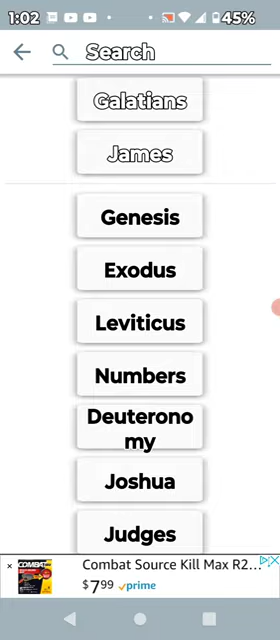 1:02
45%
Search
Galatians
James
Genesis
Exodus
Leviticus
Numbers
Deuterono
my
Joshua
Judges
COMBAT
Combat Source Kill Max R2...
$7.99 prime